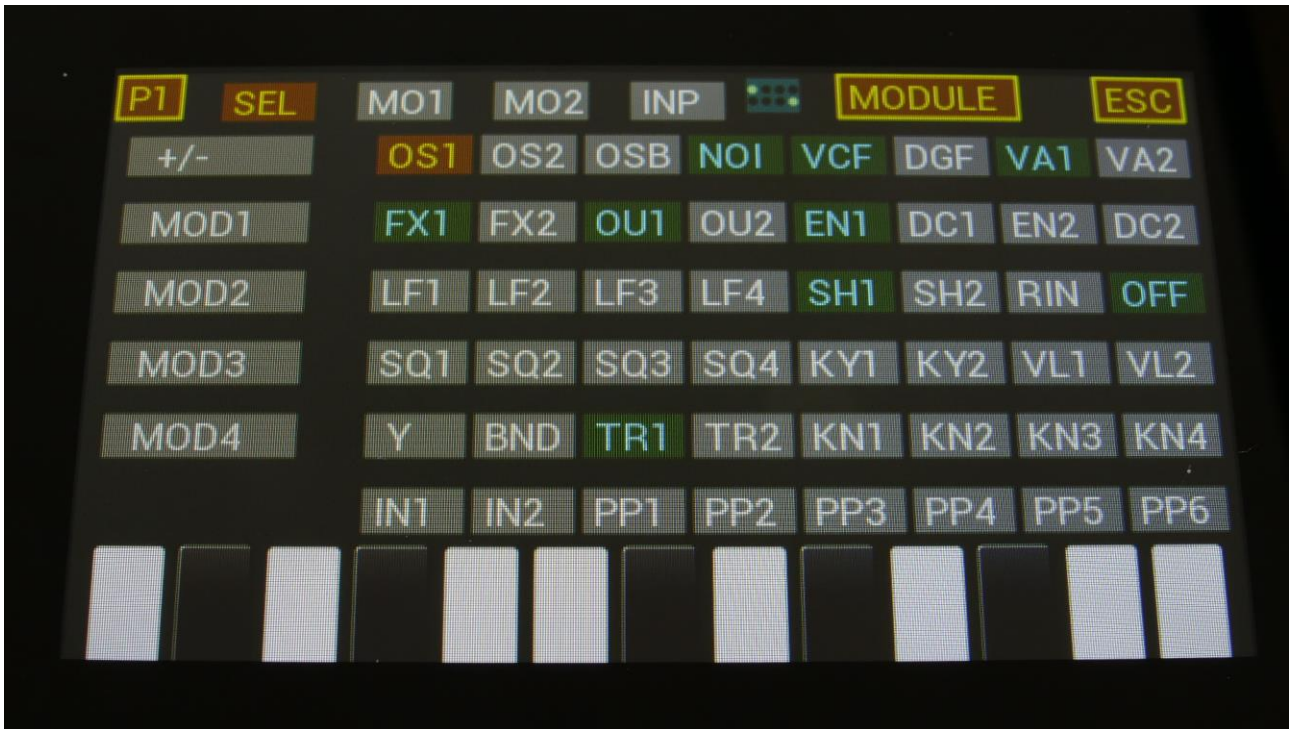 P1 SEL MO1 MO2 INP MODULE ESC
+/- OS1 OS2 OSB NOI VCF DGF VA1 VA2
MOD1 FX1 FX2 OU1 OU2 EN1 DC1 EN2 DC2
MOD2 LF1 LF2 LF3 LF4 SH1 SH2 RIN OFF
MOD3 SQ1 SQ2 SQ3 SQ4 KY1 KY2 VL1 VL2
MOD4 Y BND TR1 TR2 KN1 KN2 KN3 KN4
IN1 IN2 PP1 PP2 PP3 PP4 PP5 PP6